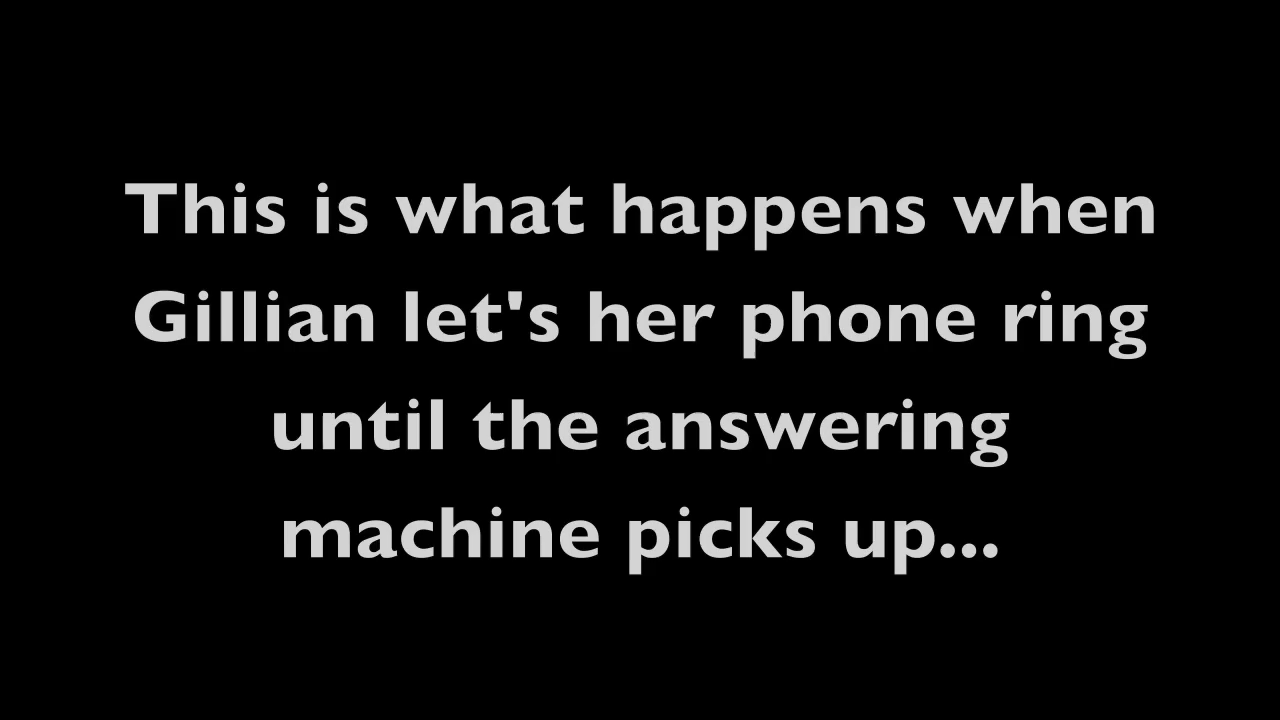 This is what happens when
Gillian let's her phone ring
until the answering
machine picks up...